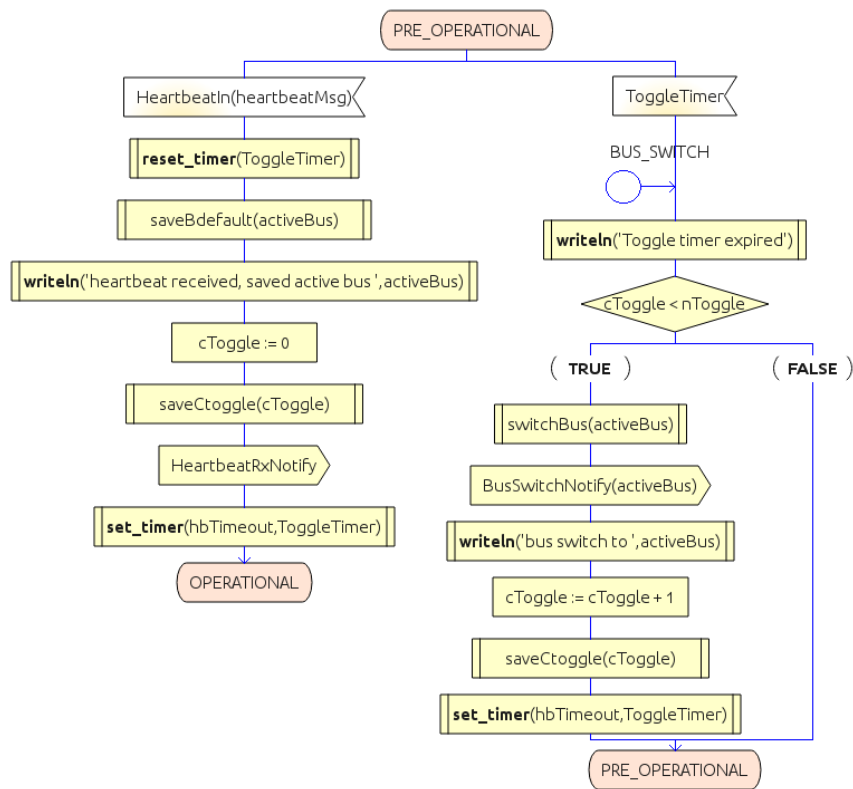 PRE_OPERATIONAL
HeartbeatIn(heartbeatMsg)
reset_timer(ToggleTimer)
saveBdefault(activeBus)
writeln('heartbeat received, saved active bus ',activeBus)
cToggle := 0
saveCtoggle(cToggle)
HeartbeatRxNotify
set_timer(hbTimeout,ToggleTimer)
OPERATIONAL
ToggleTimer
BUS_SWITCH
writeln('Toggle timer expired')
cToggle < nToggle
( TRUE )
( FALSE )
switchBus(activeBus)
BusSwitchNotify(activeBus)
writeln('bus switch to ',activeBus)
cToggle := cToggle + 1
saveCtoggle(cToggle)
set_timer(hbTimeout,ToggleTimer)
PRE_OPERATIONAL